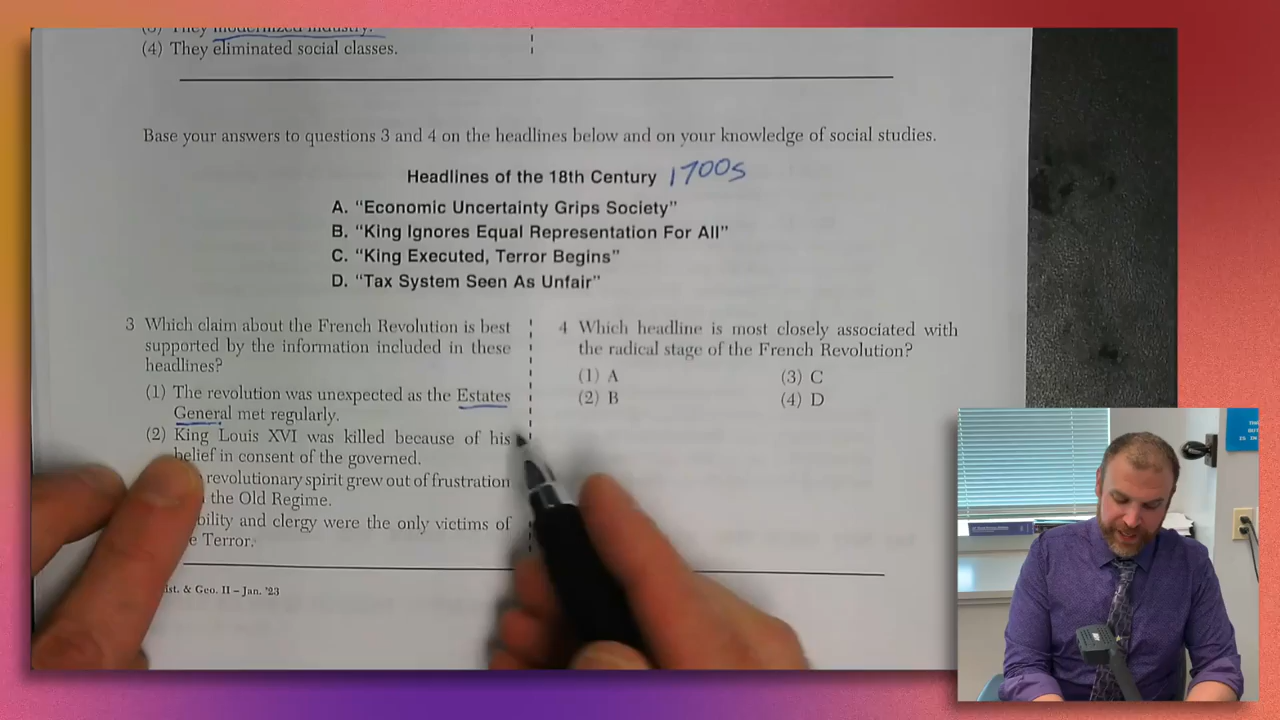 (3) They modernized industry.
(4) They eliminated social classes.
Base your answers to questions 3 and 4 on the headlines below and on your knowledge of social studies.
Headlines of the 18th Century 1700s
A. “Economic Uncertainty Grips Society”
B. “King Ignores Equal Representation For All”
C. “King Executed, Terror Begins”
D. “Tax System Seen As Unfair”
3 Which claim about the French Revolution is best
supported by the information included in these
headlines?
(1) The revolution was unexpected as the Estates
General met regularly.
(2) King Louis XVI was killed because of his
belief in consent of the governed.
revolutionary spirit grew out of frustration
the Old Regime.
and clergy were the only victims of
Terror.
4 Which headline is most closely associated with
the radical stage of the French Revolution?
(1) A
(3) C
(2) B
(4) D
& Geo. II – Jan. ’23
IS IN